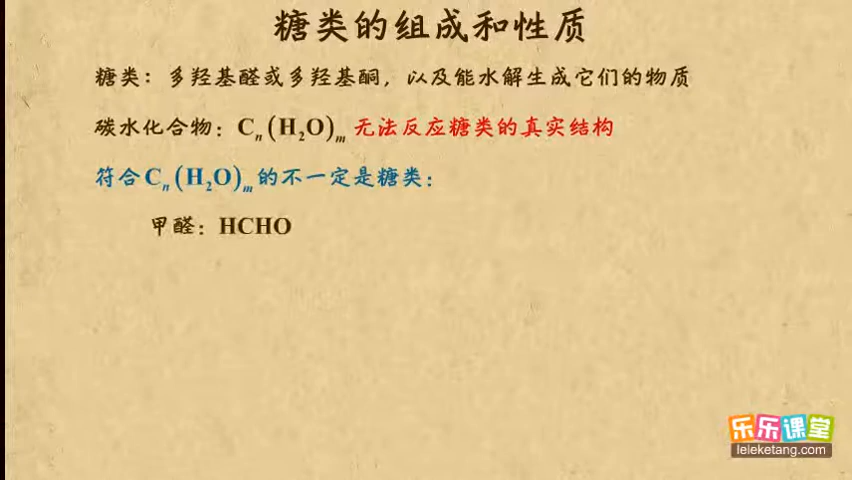 糖类的组成和性质
糖类：多羟基醛或多羟基酮，以及能水解生成它们的物质
碳水化合物：Cn(H2O)m 无法反应糖类的真实结构
符合Cn(H2O)m的不一定是糖类：
甲醛：HCHO
乐乐课堂
leleketang.com